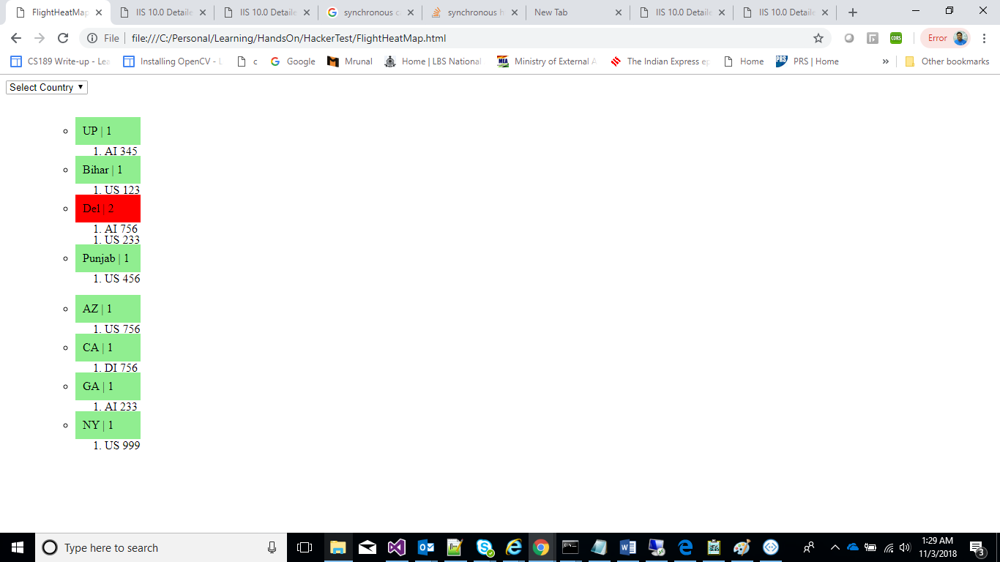 FlightHeatMap
IIS 10.0 Detaile
IIS 10.0 Detaile
synchronous c
synchronous h
New Tab
IIS 10.0 Detaile
IIS 10.0 Detaile
File
file:///C:/Personal/Learning/HandsOn/HackerTest/FlightHeatMap.html
CORS
Error
CS189 Write-up - Lea
Installing OpenCV - L
c
Google
Mrunal
Home | LBS National
MEA
Ministry of External A
The Indian Express ep
Home
PRS
PRS | Home
»
Other bookmarks
Select Country
UP | 1
1. AI 345
Bihar | 1
1. US 123
Del | 2
1. AI 756
1. US 233
Punjab | 1
1. US 456
AZ | 1
1. US 756
CA | 1
1. DI 756
GA | 1
1. AI 233
NY | 1
1. US 999
Type here to search
1:29 AM
11/3/2018
3